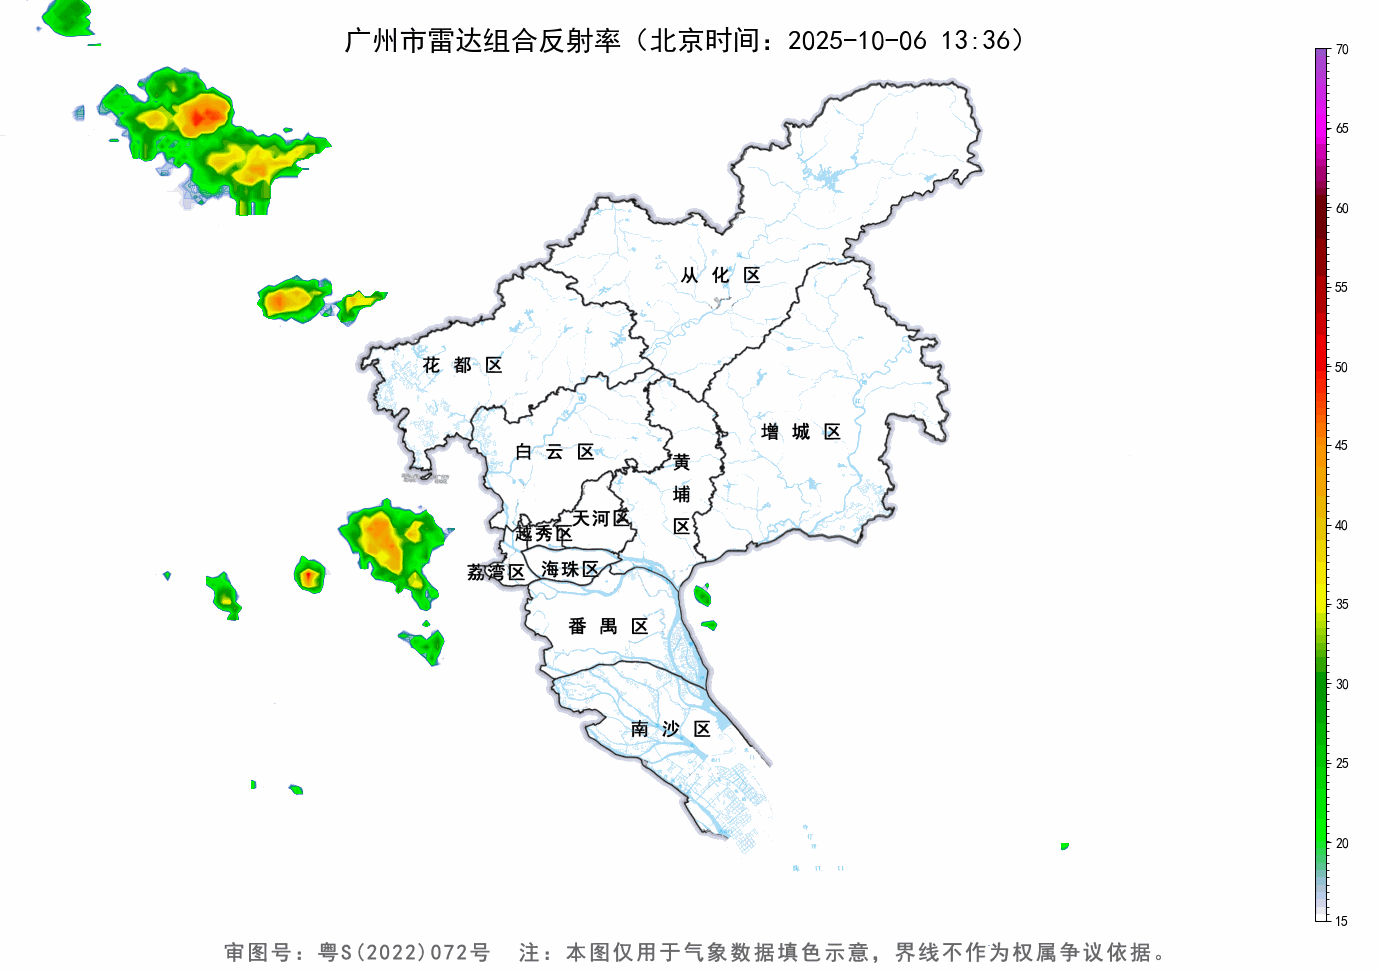 广州市雷达组合反射率（北京时间：2025-10-06 13:36）
70
65
60
55
50
45
40
35
30
25
20
15
从化区
花都区
增城区
白云区
黄埔区
天河区
越秀区
荔湾区
海珠区
番禺区
南沙区
审图号：粤S(2022)072号 注：本图仅用于气象数据填色示意，界线不作为权属争议依据。